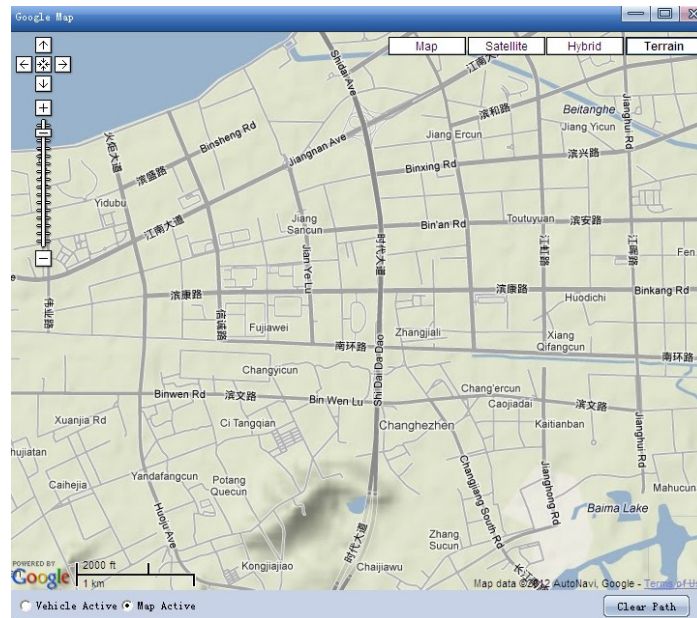 Google Map
Map
Satellite
Hybrid
Terrain
Shidai Ave
江南大道
滨和路
Beitanghe
Jiang Yicun
Jianghui Rd
Jiang Ercun
火炬大道
Binsheng Rd
Jiangnan Ave
滨兴路
Binxing Rd
滨盛路
Yidubu
江南大道
Jiang Sancun
Bin'an Rd
Toutuyuan
滨安路
时代大道
江虹路
江晖路
Jian Ye Lu
Fen
e
滨康路
滨康路
Binkang Rd
Huodichi
伟业路
信诚路
Fujiawei
Zhangjiali
南环路
Xiang Qifangcun
南环路
Changyicun
Shi Dai Da Dao
Binwen Rd
滨文路
Bin Wen Lu
Chang'ercun
Caojiadai
滨文路
Xuanjia Rd
Ci Tangqian
Changhezhen
Kaitianban
Jianghui Rd
hujiatan
Caihejia
Yandafangcun
Potang Quecun
Changjiang South Rd
Jianghong Rd
Mahucun
Huoju Ave
Baima Lake
时代大道
Zhang Sucun
长江
Kongjiajiao
Chaijiawu
POWERED BY
Google
2000 ft
1 km
Map data ©2012 AutoNavi, Google - Terms of Us
Vehicle Active
Map Active
Clear Path